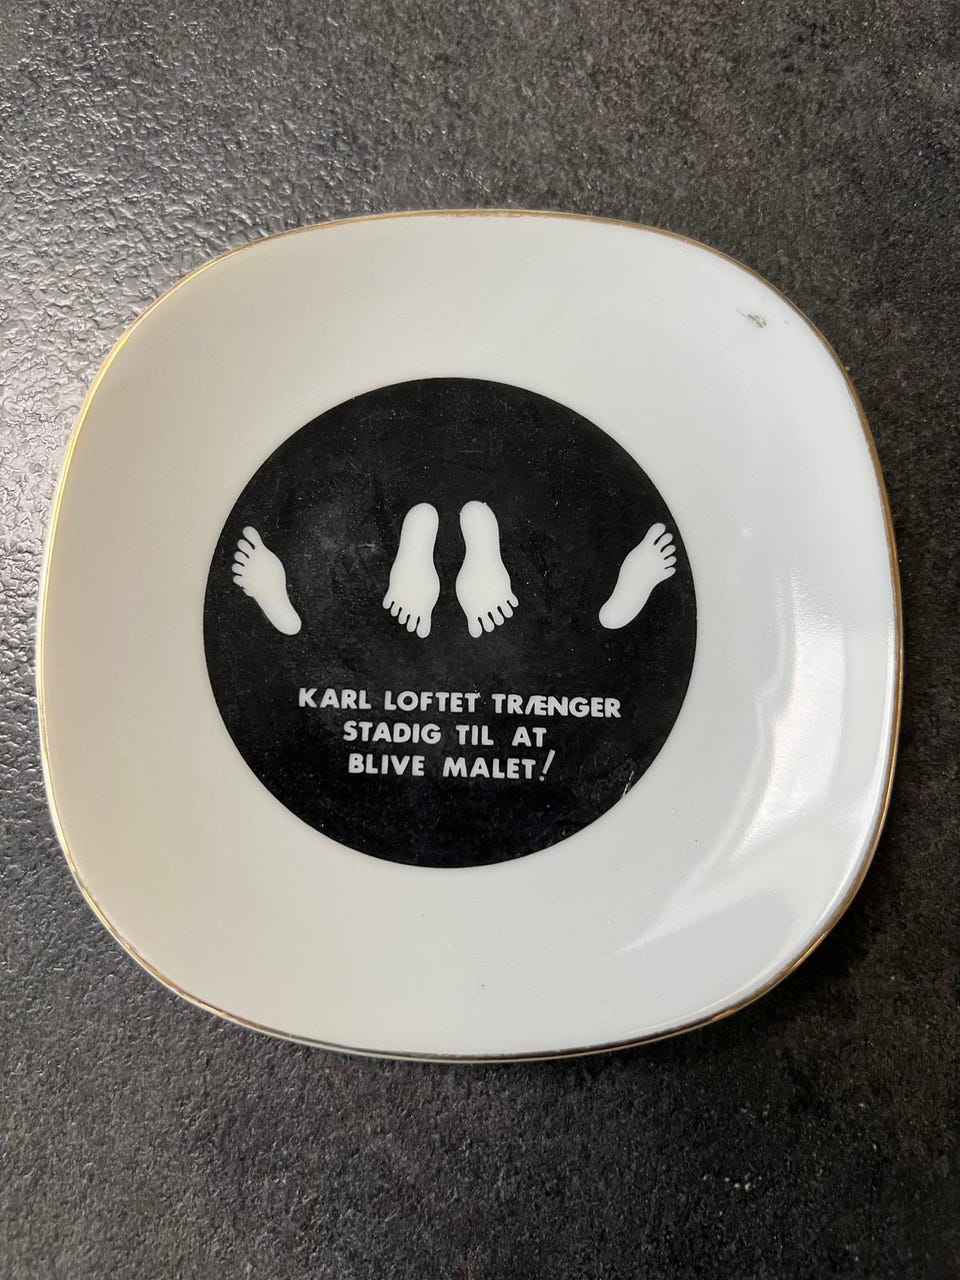 KARL LOFTET TRÆNGER
STADIG TIL AT
BLIVE MALET!